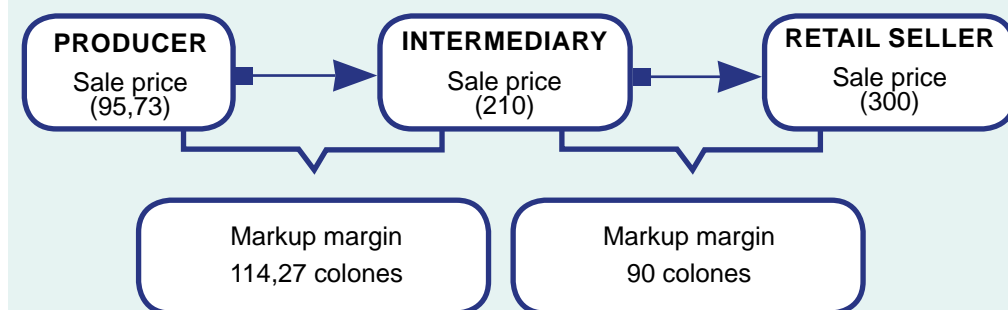 PRODUCER
Sale price
(95,73)
INTERMEDIARY
Sale price
(210)
RETAIL SELLER
Sale price
(300)
Markup margin
114,27 colones
Markup margin
90 colones